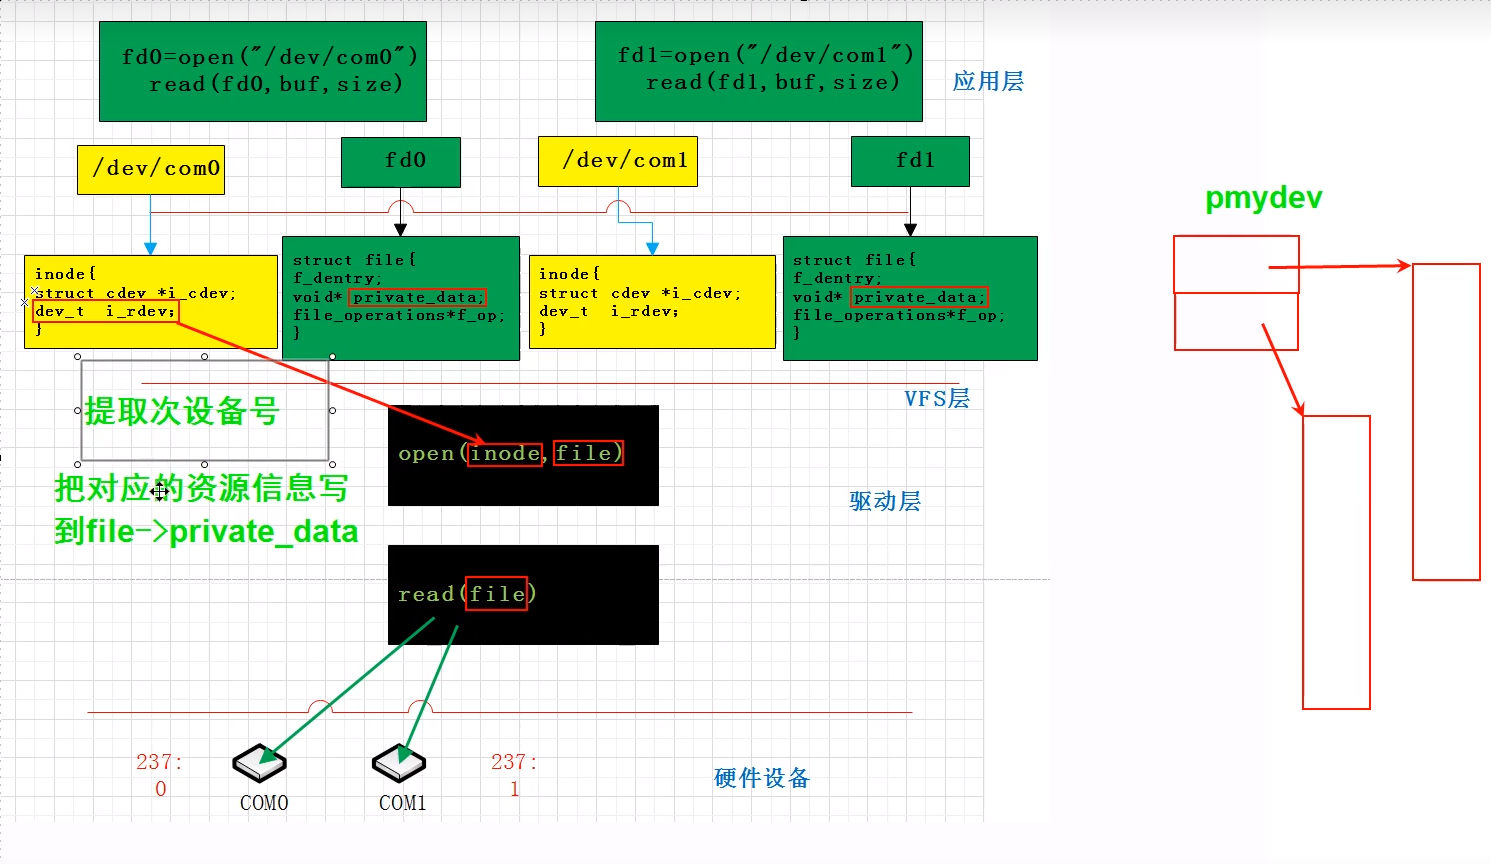 fd0=open("/dev/com0")
read(fd0,buf,size)
fd1=open("/dev/com1")
read(fd1,buf,size)
应用层
/dev/com0
fd0
/dev/com1
fd1
pmydev
inode{
struct cdev *i_cdev;
dev_t i_rdev;
}
struct file{
f_dentry;
void* private_data;
file_operations*f_op;
}
inode{
struct cdev *i_cdev;
dev_t i_rdev;
}
struct file{
f_dentry;
void* private_data;
file_operations*f_op;
}
VFS层
提取次设备号
open(inode,file)
把对应的资源信息写
到file->private_data
驱动层
read(file)
237:
0
COM0
COM1
237:
1
硬件设备